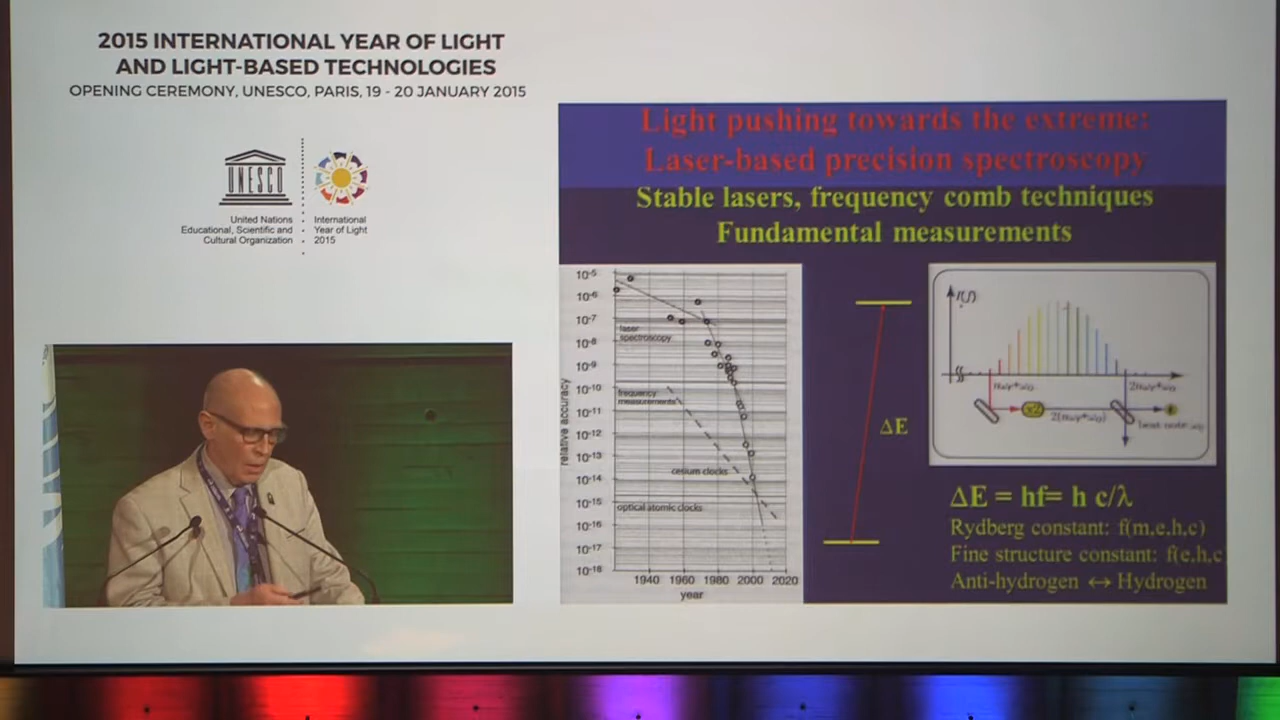 2015 INTERNATIONAL YEAR OF LIGHT
AND LIGHT-BASED TECHNOLOGIES
OPENING CEREMONY, UNESCO, PARIS, 19 - 20 JANUARY 2015
UNESCO
United Nations
Educational, Scientific and
Cultural Organization
International
Year of Light
2015
Light pushing towards the extreme:
Laser-based precision spectroscopy
Stable lasers, frequency comb techniques
Fundamental measurements
relative accuracy
10-5
10-6
10-7
10-8
10-9
10-10
10-11
10-12
10-13
10-14
10-15
10-16
10-17
10-18
laser
spectroscopy
frequency
measurements
cesium clocks
optical atomic clocks
1940 1960 1980 2000 2020
year
ΔE
I(f)
ΔE = hf= h c/λ
Rydberg constant: f(m,e,h,c)
Fine structure constant: f(e,h,c
Anti-hydrogen ↔ Hydrogen